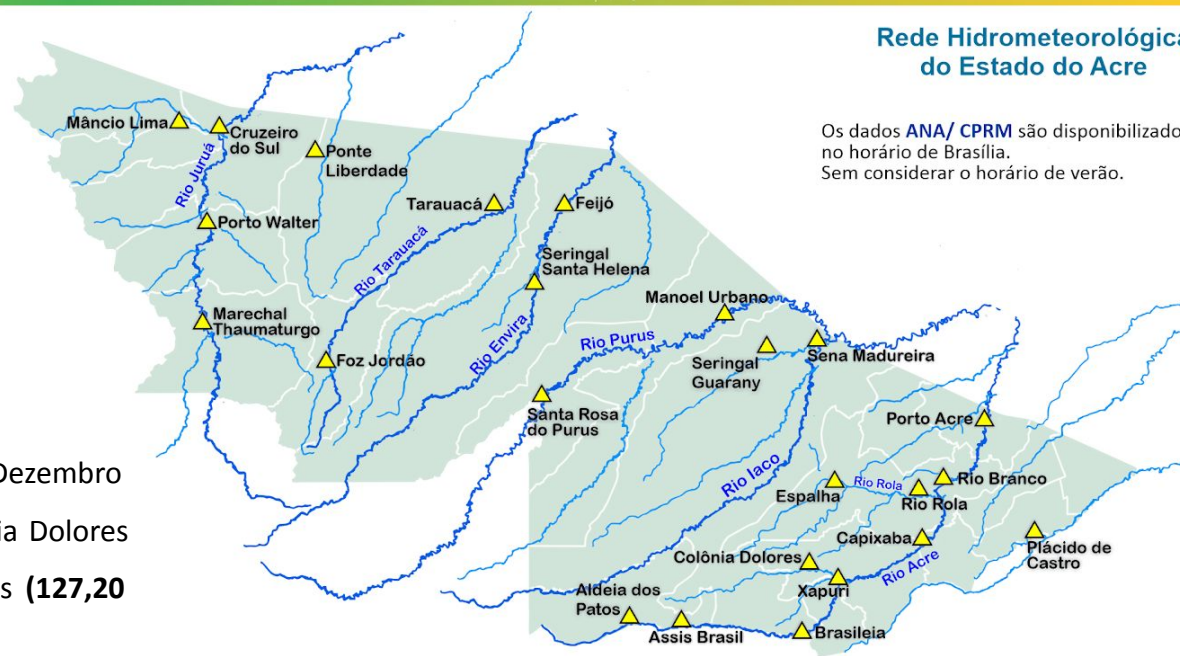 Rede Hidrometeorológica
do Estado do Acre
Os dados ANA/ CPRM são disponibilizado
no horário de Brasília.
Sem considerar o horário de verão.
Mâncio Lima
Cruzeiro
do Sul
Ponte
Liberdade
Rio Juruá
Porto Walter
Tarauacá
Feijó
Rio Tarauacá
Seringal
Santa Helena
Marechal
Thaumaturgo
Foz Jordão
Rio Envira
Manoel Urbano
Rio Purus
Seringal
Guarany
Sena Madureira
Santa Rosa
do Purus
Porto Acre
Rio Iaco
Espalha
Rio Rola
Rio Rola
Rio Branco
Capixaba
Plácido de
Castro
Colônia Dolores
Rio Acre
Xapuri
Aldeia dos
Patos
Assis Brasil
Brasileia
Dezembro
ia Dolores
s (127,20